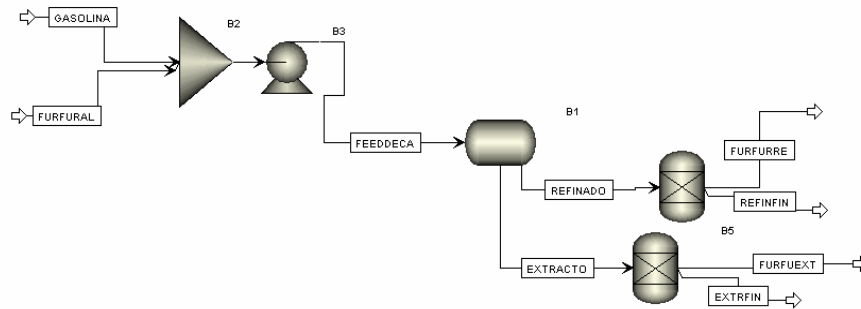 GASOLINA
B2
B3
FURFURAL
B1
FEEDDECA
FURFURRE
REFINADO
REFINFIN
B5
EXTRACTO
FURFUEXT
EXTRFIN